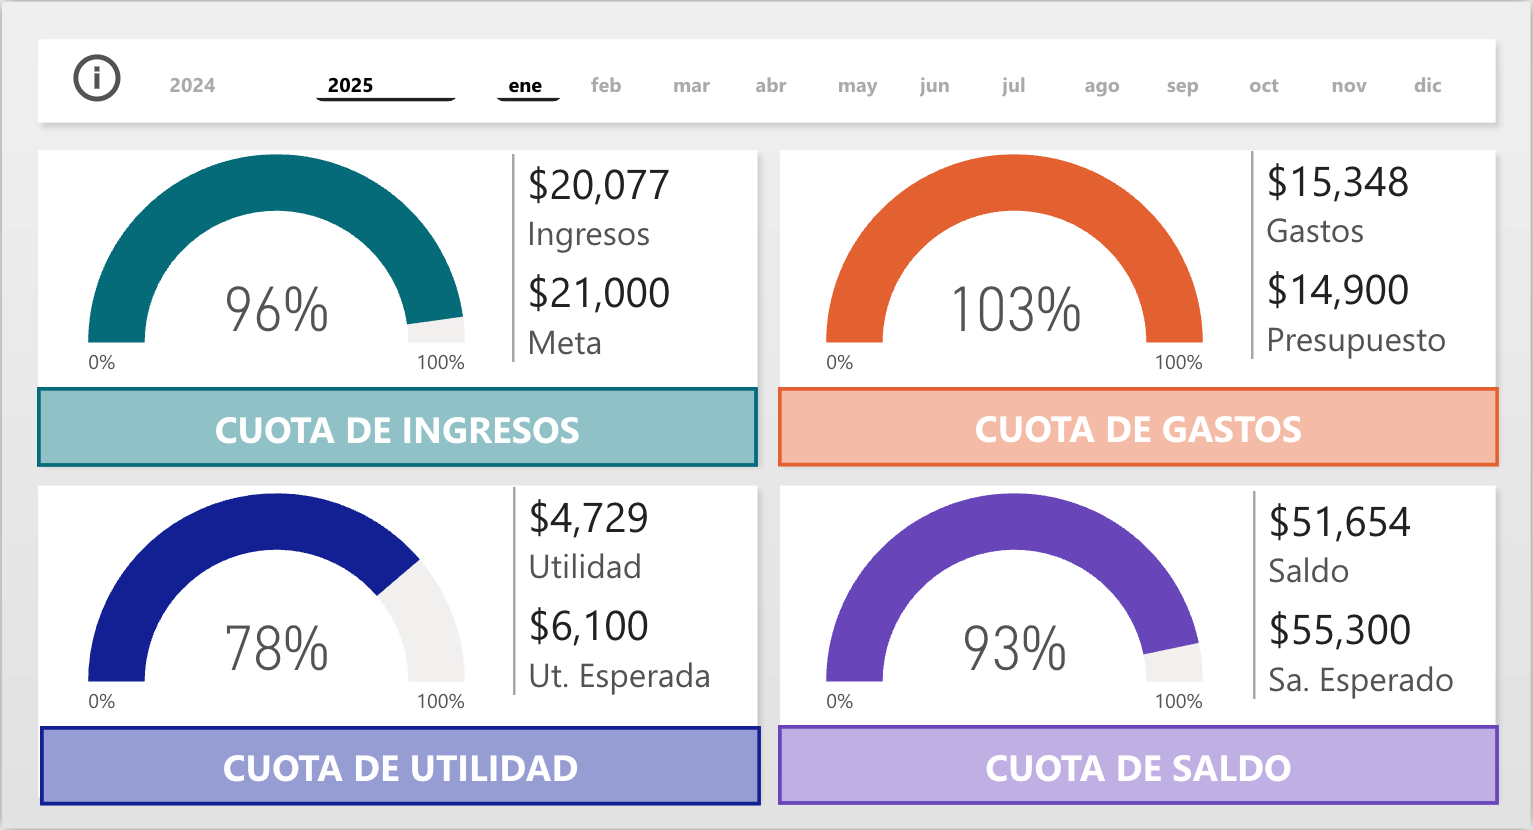 i 2024 2025 ene feb mar abr may jun jul ago sep oct nov dic
$20,077
Ingresos
$21,000
Meta
96%
0% 100%
CUOTA DE INGRESOS
$15,348
Gastos
$14,900
Presupuesto
103%
0% 100%
CUOTA DE GASTOS
$4,729
Utilidad
$6,100
Ut. Esperada
78%
0% 100%
CUOTA DE UTILIDAD
$51,654
Saldo
$55,300
Sa. Esperado
93%
0% 100%
CUOTA DE SALDO